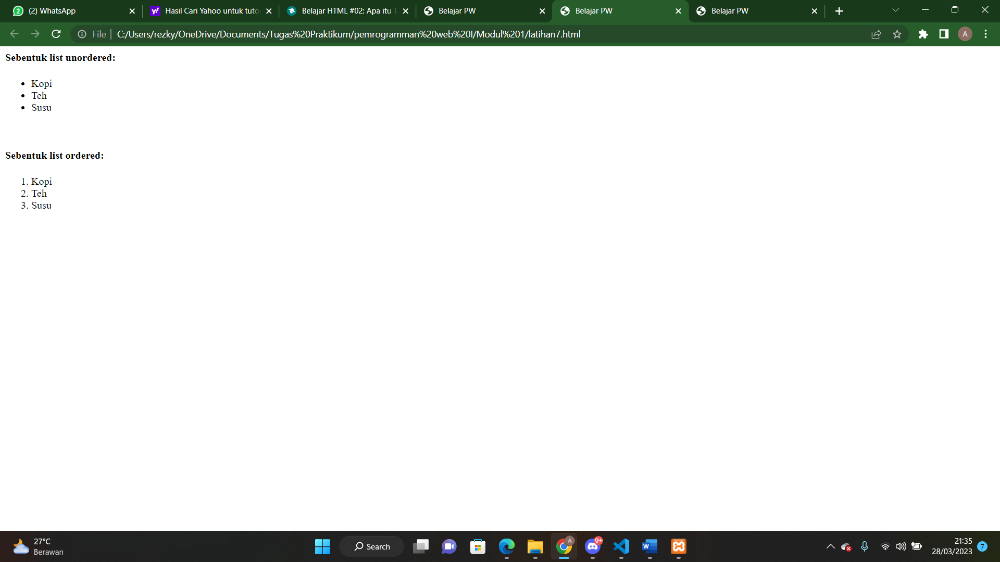 (2) WhatsApp
Hasil Cari Yahoo untuk tuto
Belajar HTML #02: Apa itu T
Belajar PW
Belajar PW
Belajar PW
File
C:/Users/rezky/OneDrive/Documents/Tugas%20Praktikum/pemrogramman%20web%20I/Modul%201/latihan7.html
A
Sebentuk list unordered:
• Kopi
• Teh
• Susu
Sebentuk list ordered:
1. Kopi
2. Teh
3. Susu
27°C
Berawan
Search
A
9+
21:35
28/03/2023
7